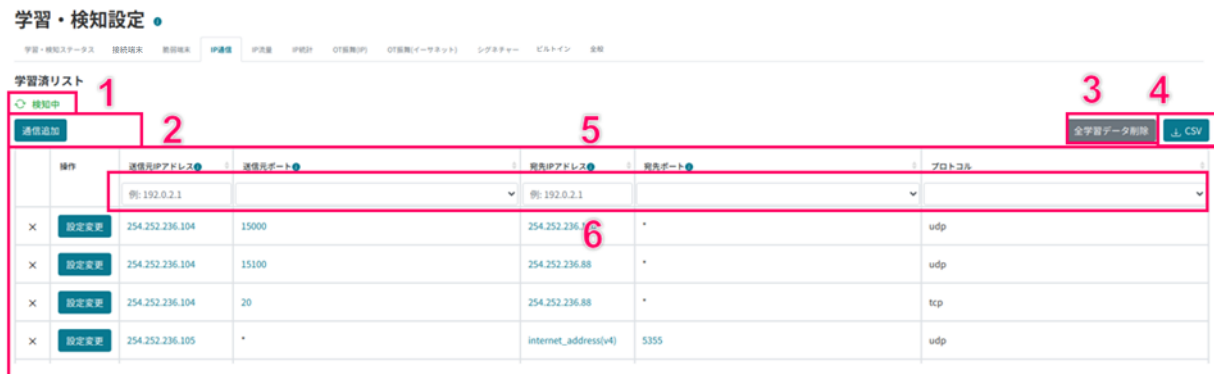 学習・検知設定
学習・検知ステータス 接続端末 脆弱端末 IP通信 IP流量 IP統計 OT振舞(IP) OT振舞(イーサネット) シグネチャー ビルトイン 全般
学習済リスト
1
検知中
3 4
通信追加 2 5 全学習データ削除 CSV
操作 送信元IPアドレス 送信元ポート 宛先IPアドレス 宛先ポート プロトコル
例: 192.0.2.1 例: 192.0.2.1
6
× 設定変更 254.252.236.104 15000 254.252.236. * udp
× 設定変更 254.252.236.104 15100 254.252.236.88 * udp
× 設定変更 254.252.236.104 20 254.252.236.88 * tcp
× 設定変更 254.252.236.105 * internet_address(v4) 5355 udp